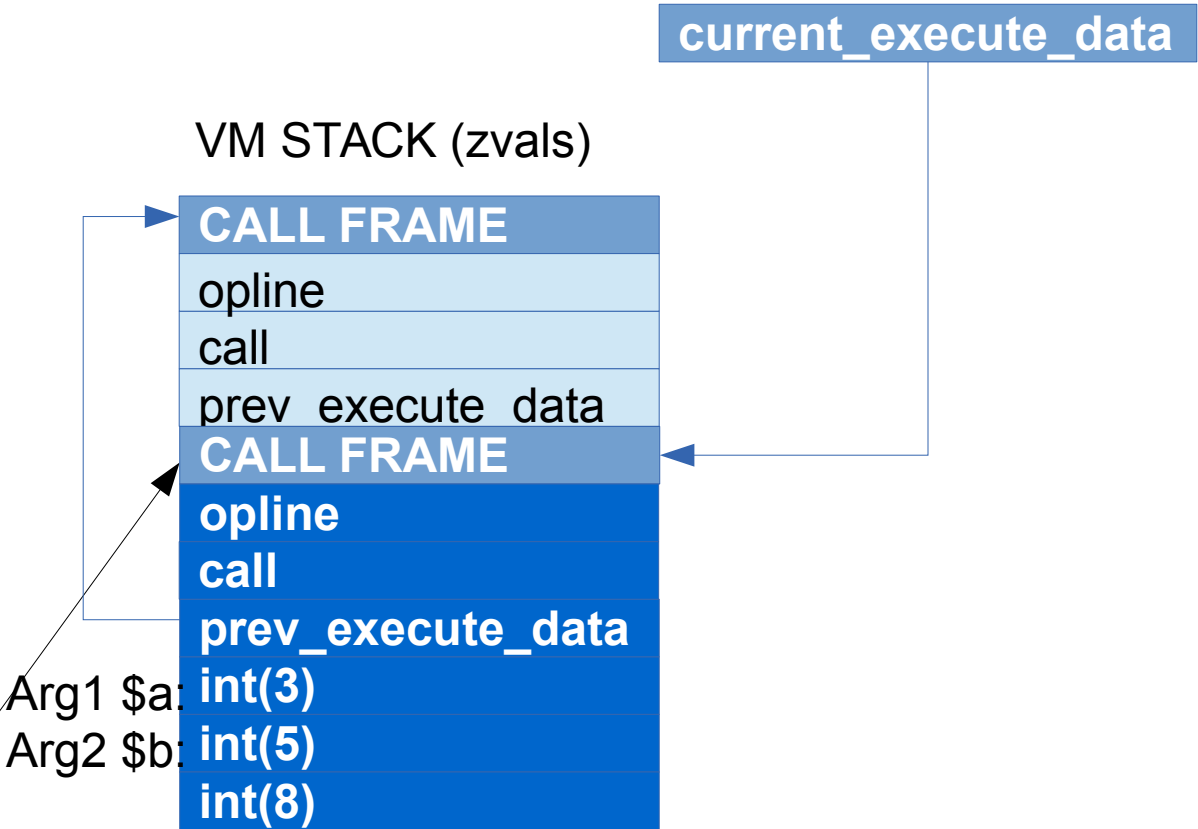 current_execute_data
VM STACK (zvals)
CALL FRAME
opline
call
prev_execute_data
CALL FRAME
opline
call
prev_execute_data
Arg1 $a: int(3)
Arg2 $b: int(5)
int(8)